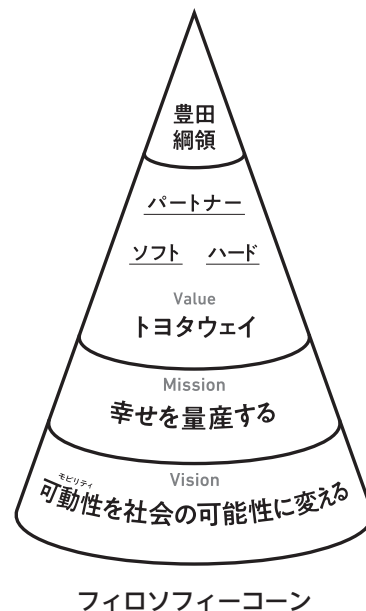 豊田
綱領
パートナー
ソフト ハード
Value
トヨタウェイ
Mission
幸せを量産する
Vision
モビリティ
可動性を社会の可能性に変える
フィロソフィーコーン